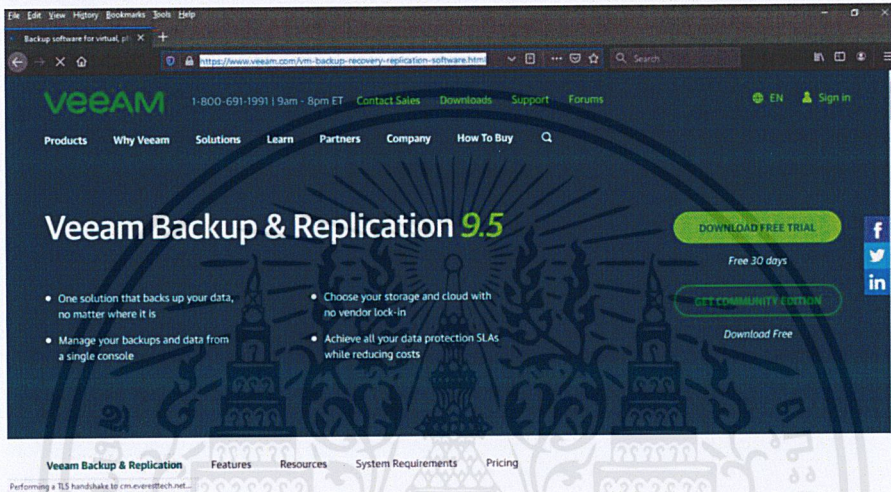 File Edit View History Bookmarks Tools Help
Backup software for virtual, ph
https://www.veeam.com/vm-backup-recovery-replication-software.html
Search
veeAM
1-800-691-1991 | 9am - 8pm ET Contact Sales Downloads Support Forums
EN Sign in
Products Why Veeam Solutions Learn Partners Company How To Buy
Veeam Backup & Replication 9.5
DOWNLOAD FREE TRIAL
Free 30 days
GET COMMUNITY EDITION
Download Free
One solution that backs up your data,
no matter where it is
Manage your backups and data from
a single console
Choose your storage and cloud with
no vendor lock-in
Achieve all your data protection SLAs
while reducing costs
f
in
Veeam Backup & Replication Features Resources System Requirements Pricing
Performing a TLS handshake to cm.everesttech.net...